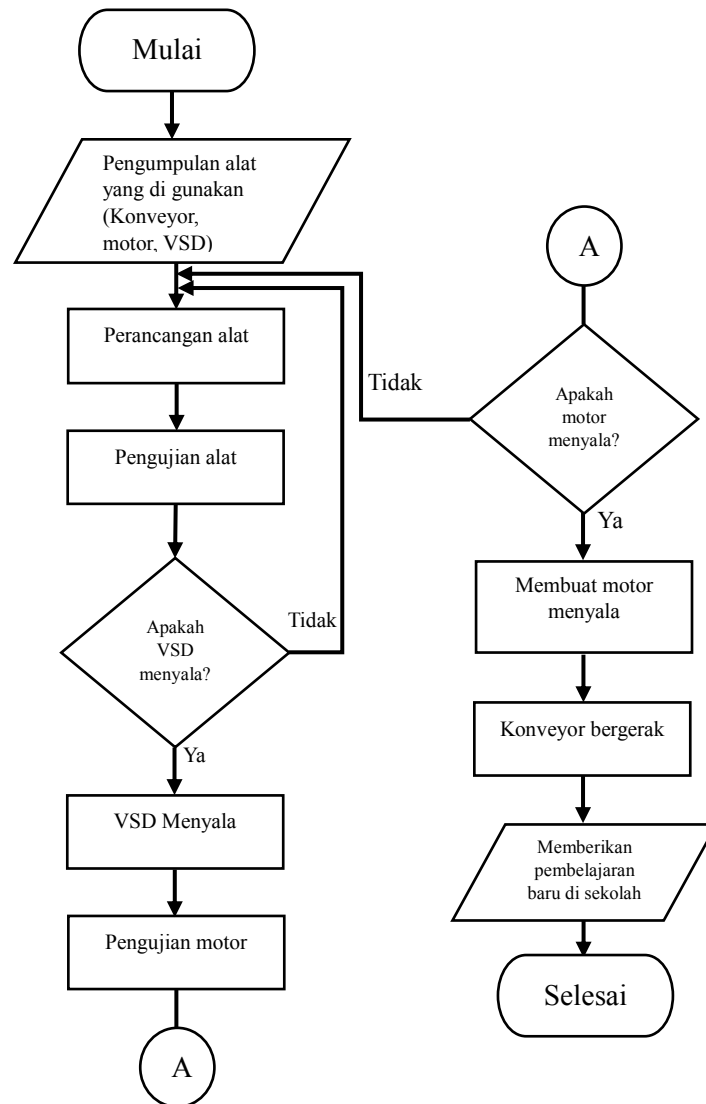 Mulai
Pengumpulan alat
yang di gunakan
(Konveyor,
motor, VSD)
Perancangan alat
Pengujian alat
Apakah
VSD
menyala?
Tidak
Ya
VSD Menyala
Pengujian motor
A
A
Apakah
motor
menyala?
Tidak
Ya
Membuat motor
menyala
Konveyor bergerak
Memberikan
pembelajaran
baru di sekolah
Selesai